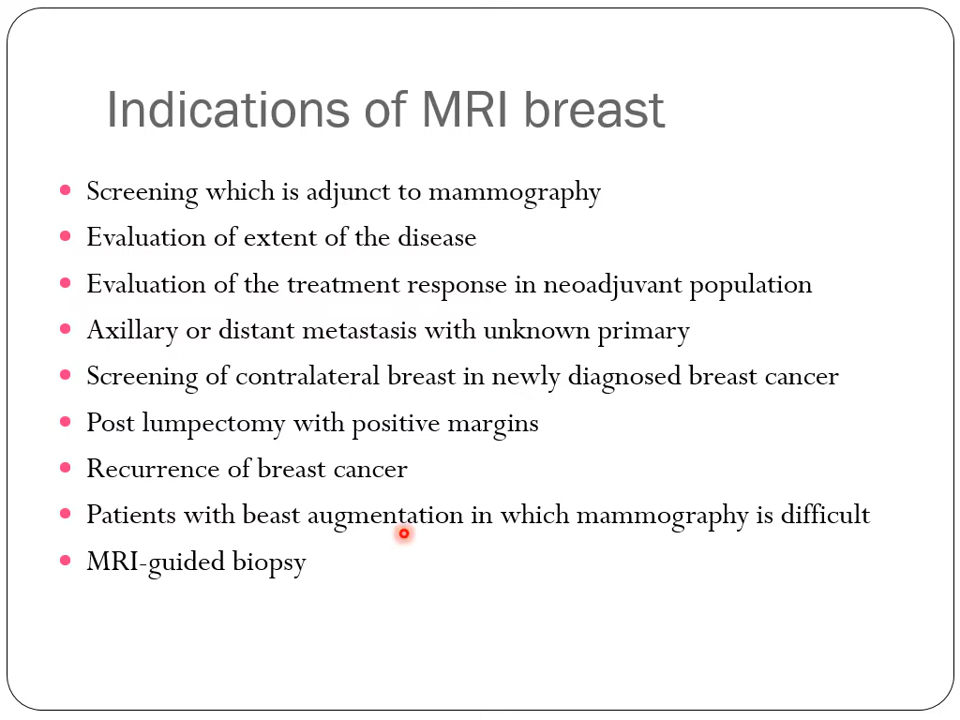 Indications of MRI breast
Screening which is adjunct to mammography
Evaluation of extent of the disease
Evaluation of the treatment response in neoadjuvant population
Axillary or distant metastasis with unknown primary
Screening of contralateral breast in newly diagnosed breast cancer
Post lumpectomy with positive margins
Recurrence of breast cancer
Patients with beast augmentation in which mammography is difficult
MRI-guided biopsy